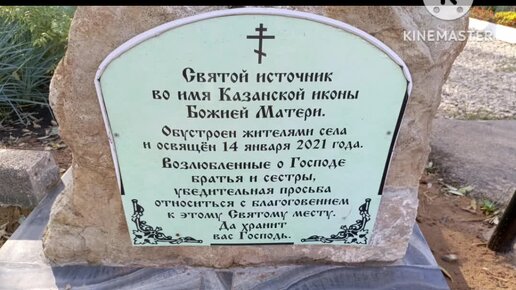 KINEMASTER
Святой источник
во имя Казанской иконы
Божией Матери.
Обустроен жителями села
и освящён 14 января 2021 года.
Возлюбленные о Господе
братья и сестры,
убедительная просьба
относиться с благоговением
к этому Святому месту.
Да хранит
вас Господь.